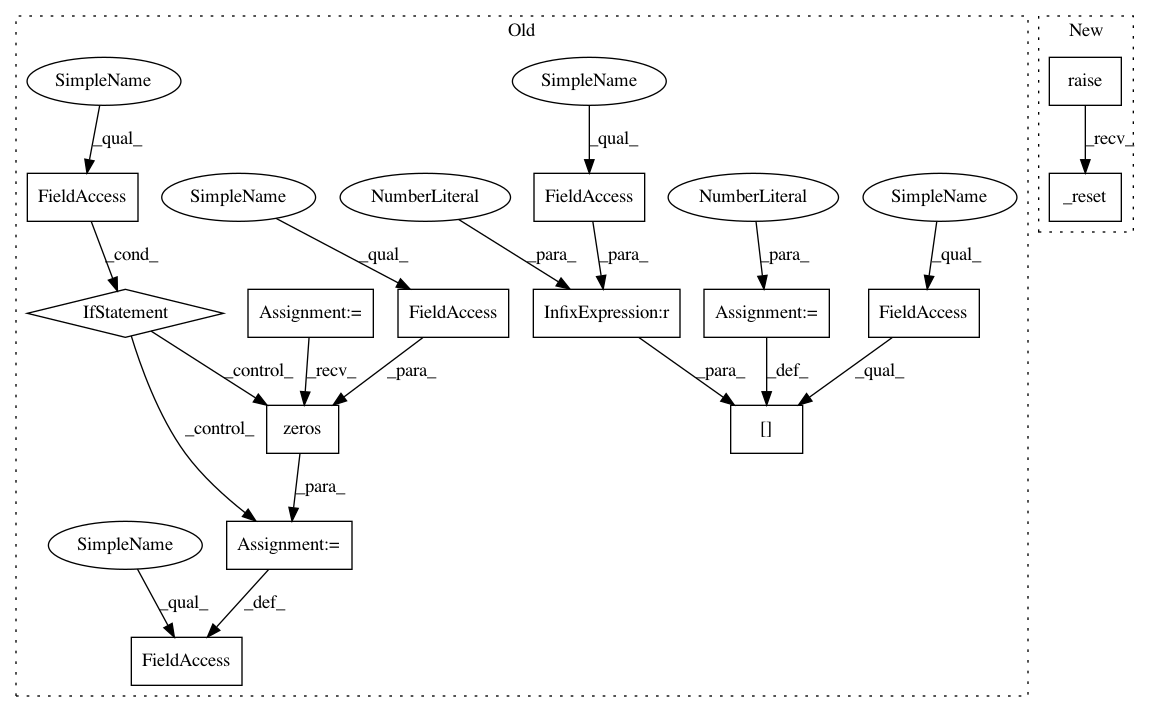 Old
New
SimpleName
SimpleName
raise
_qual_
_qual_
_recv_
FieldAccess
SimpleName
NumberLiteral
FieldAccess
NumberLiteral
SimpleName
_reset
_cond_
_qual_
_para_
_para_
_para_
_qual_
IfStatement
Assignment:=
FieldAccess
InfixExpression:r
Assignment:=
FieldAccess
_control_
_recv_
_para_
_para_
_def_
_qual_
_control_
zeros
[]
_para_
SimpleName
Assignment:=
_qual_
_def_
FieldAccess